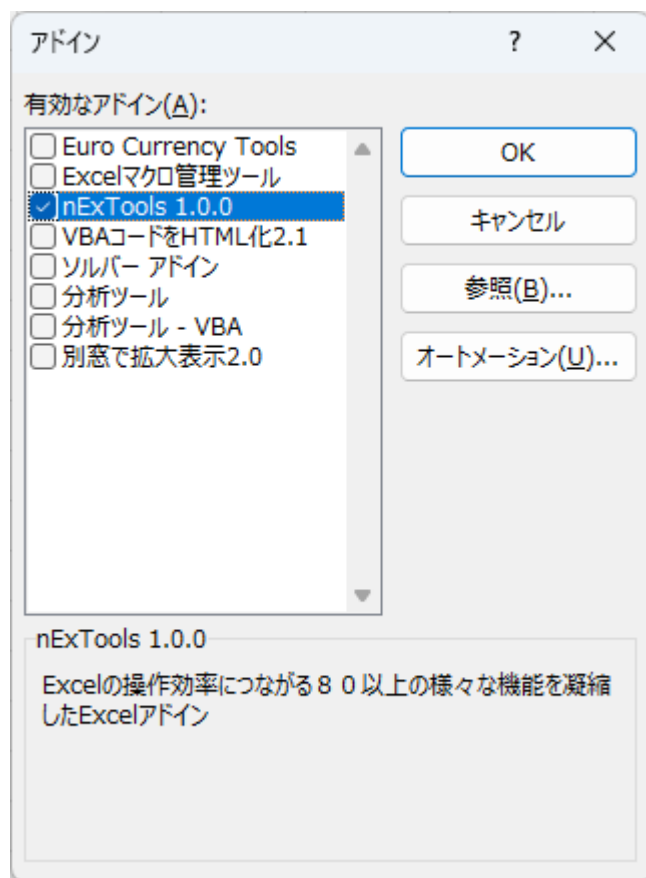 アドイン
有効なアドイン(A):
Euro Currency Tools
Excelマクロ管理ツール
nExTools 1.0.0
VBAコードをHTML化2.1
ソルバー アドイン
分析ツール
分析ツール - VBA
別窓で拡大表示2.0
OK
キャンセル
参照(B)...
オートメーション(U)...
nExTools 1.0.0
Excelの操作効率につながる８０以上の様々な機能を凝縮
したExcelアドイン